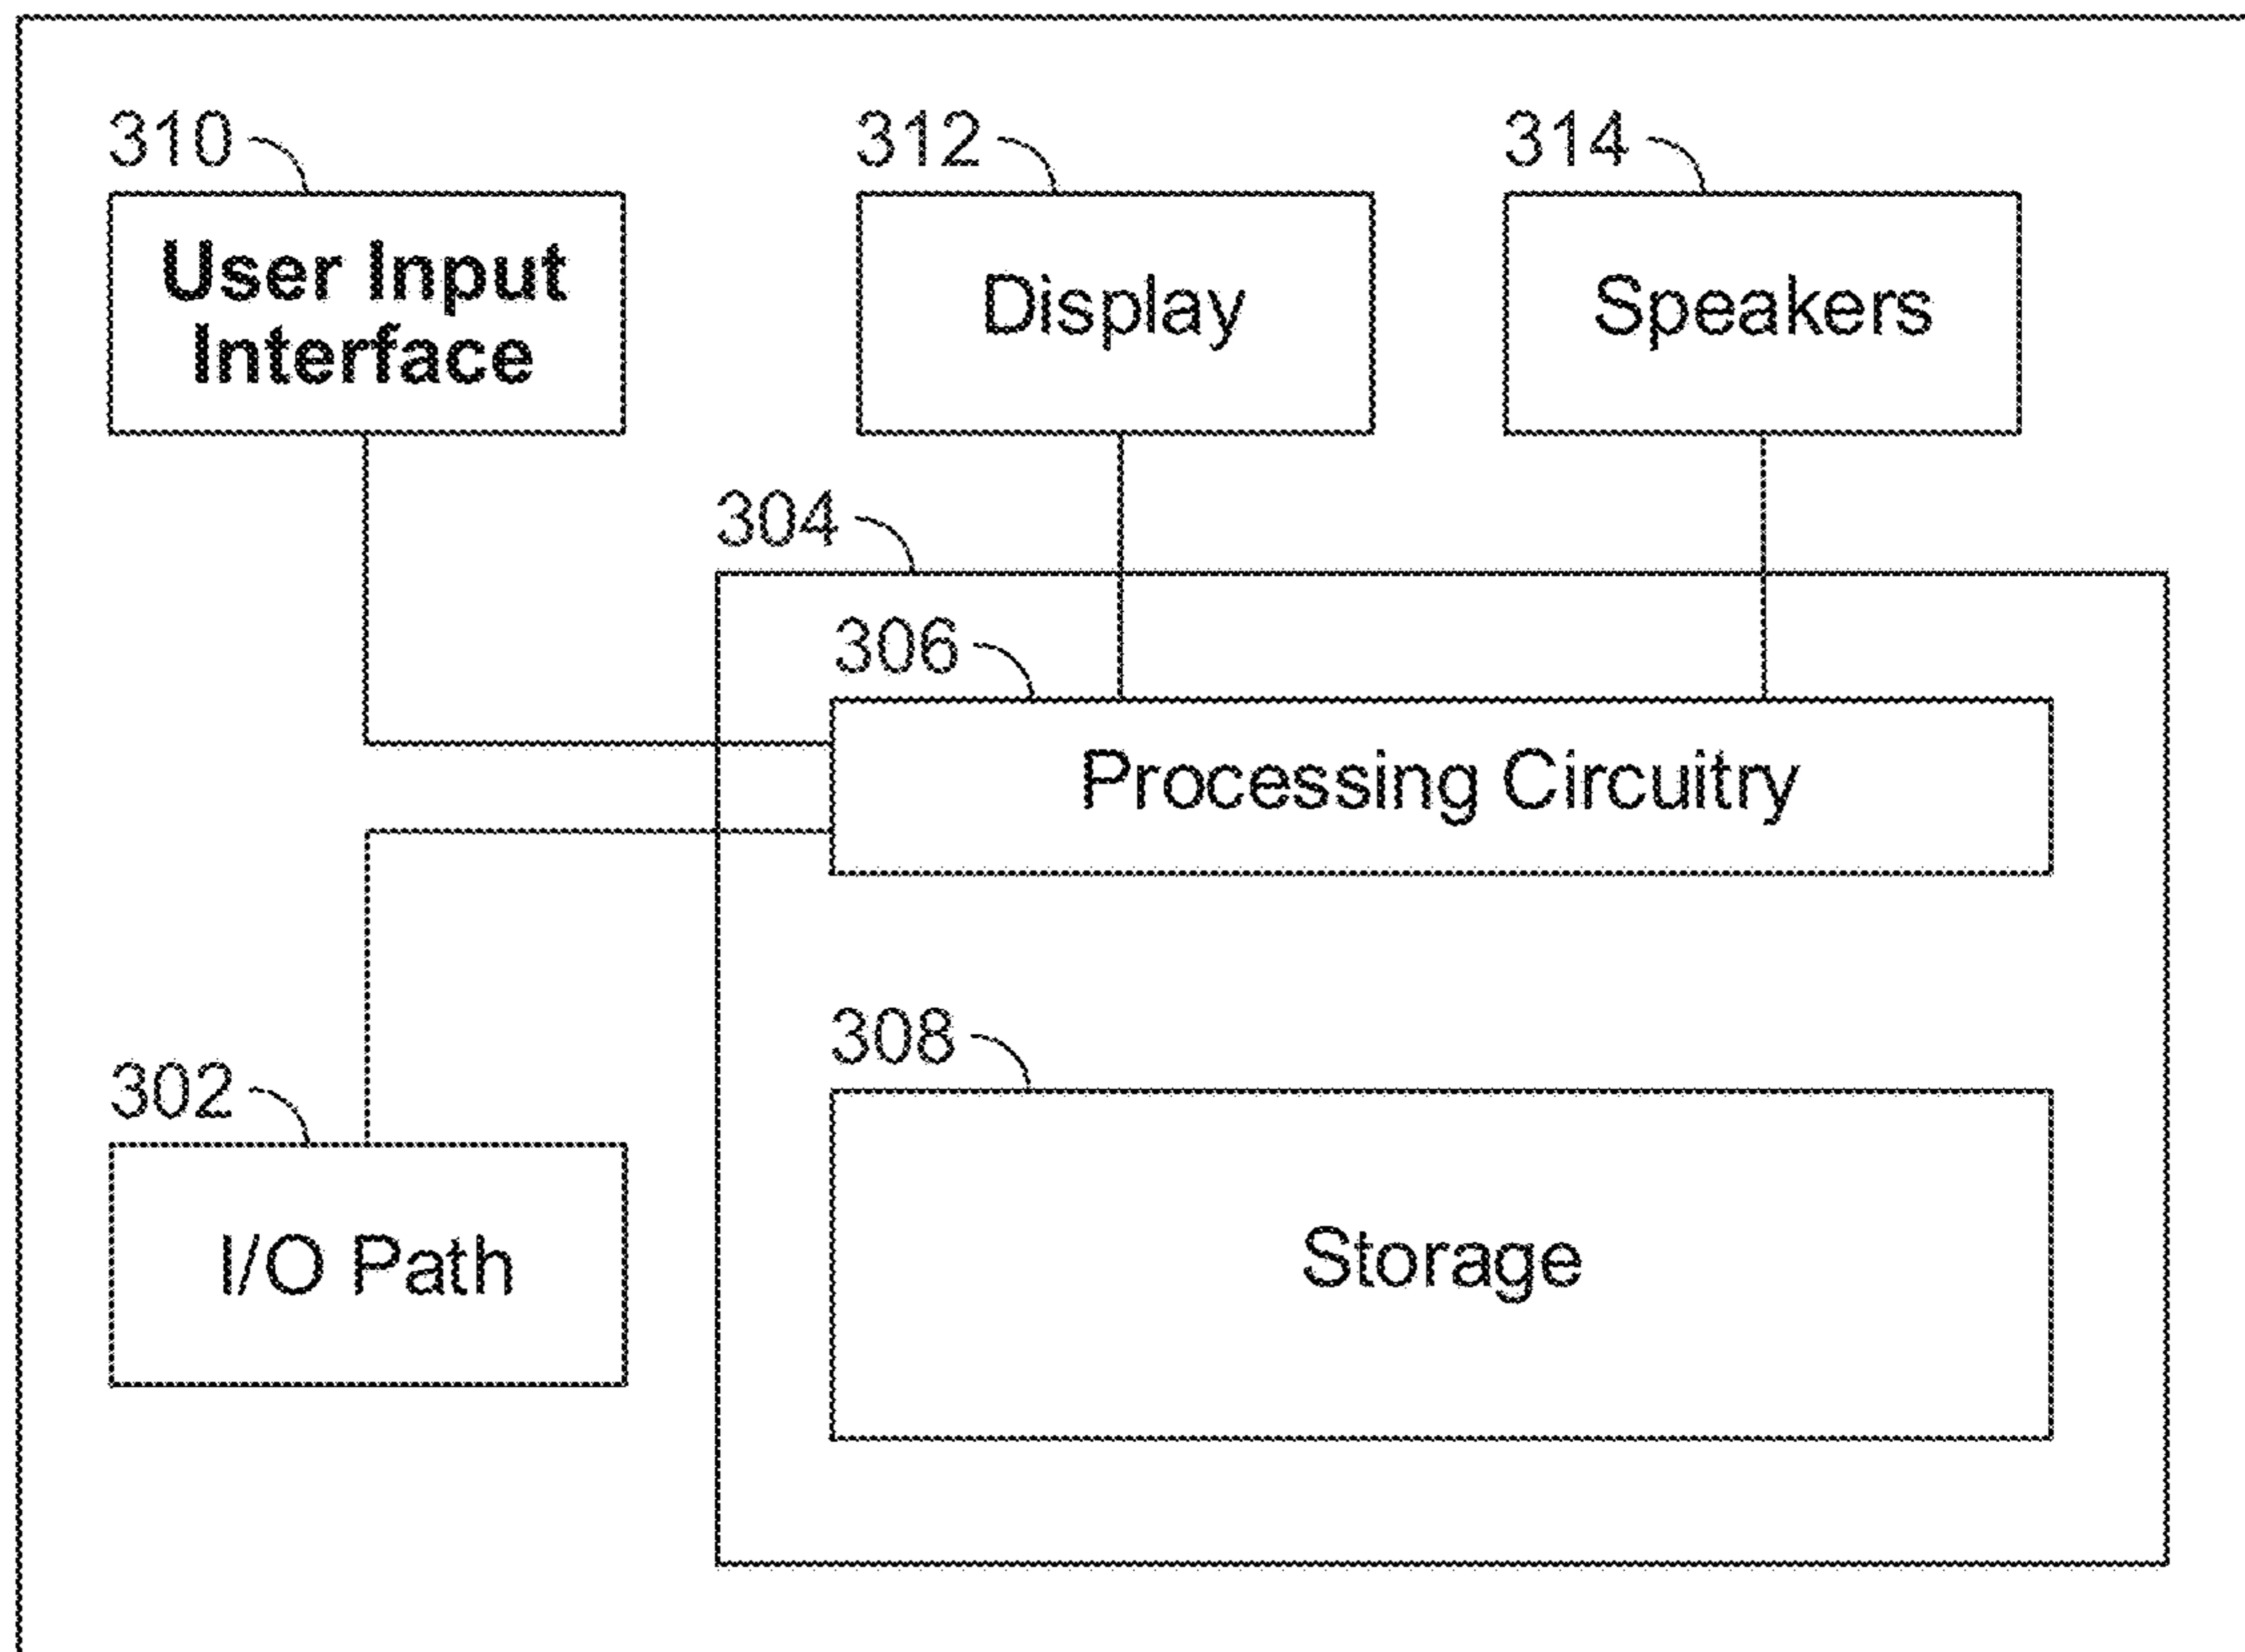 310
User Input
Interface
312
Display
314
Speakers
304
306
Processing Circuitry
302
I/O Path
308
Storage